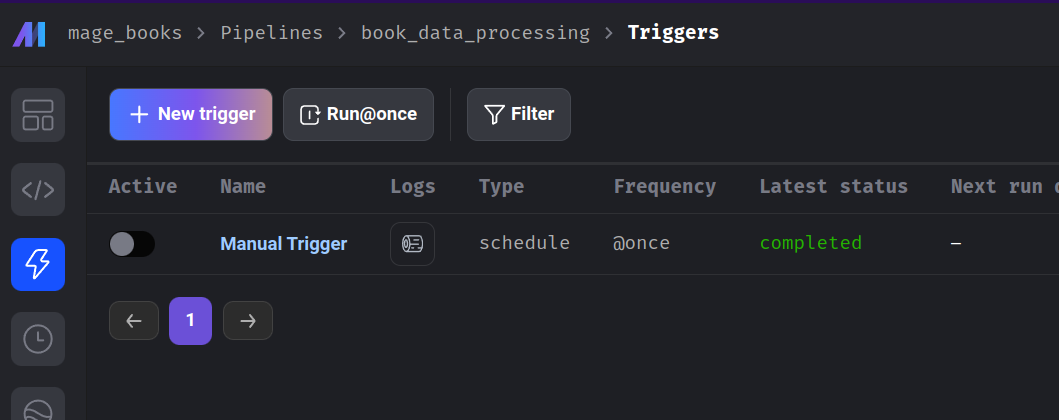 mage_books > Pipelines > book_data_processing > Triggers
+ New trigger Run@once Filter
Active Name Logs Type Frequency Latest status Next run
Manual Trigger schedule @once completed –
← 1 →